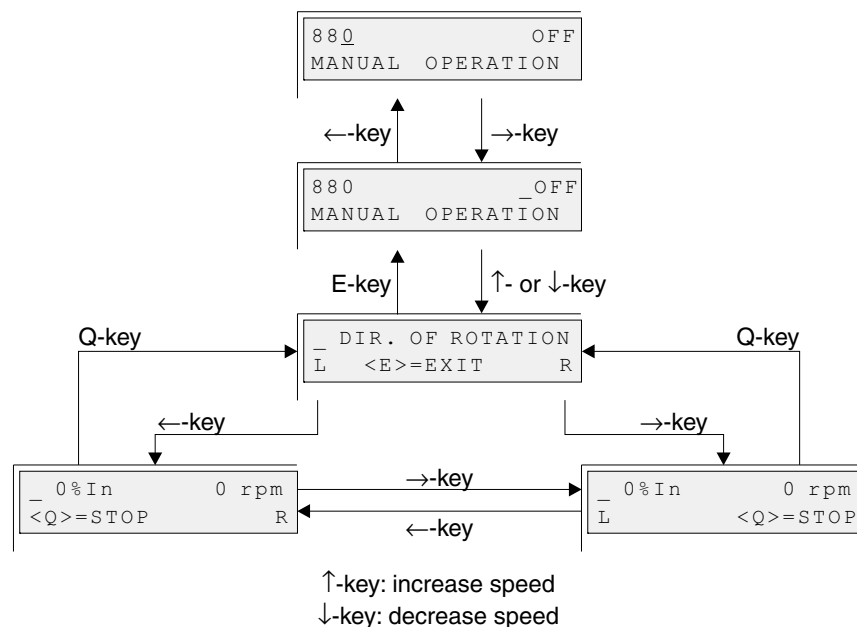 880 OFF
MANUAL OPERATION
←-key →-key
880 _OFF
MANUAL OPERATION
E-key ↑- or ↓-key
Q-key Q-key
_ DIR. OF ROTATION
L <E>=EXIT R
←-key →-key
_ 0%In 0 rpm
<Q>=STOP R
→-key
←-key
_ 0%In 0 rpm
L <Q>=STOP
↑-key: increase speed
↓-key: decrease speed